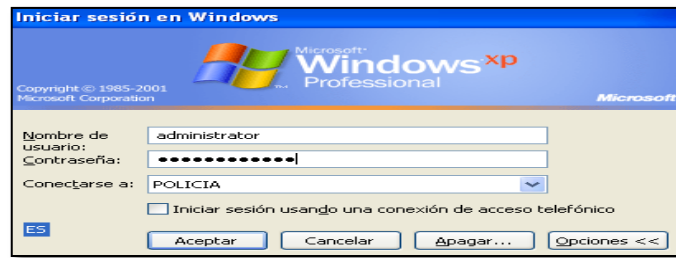 Iniciar sesión en Windows
Microsoft
Windows xp
Professional
Copyright © 1985-2001
Microsoft Corporation
Microsoft
Nombre de usuario:
administrator
Contraseña:
●●●●●●●●●●●●
Conectarse a:
POLICIA
Iniciar sesión usando una conexión de acceso telefónico
ES
Aceptar
Cancelar
Apagar...
Opciones <<